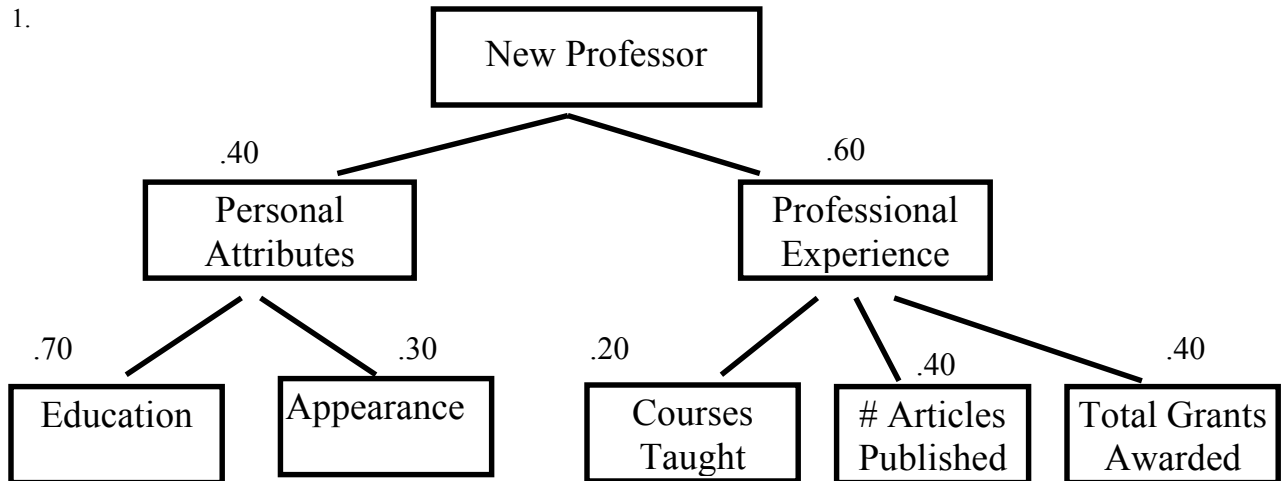 1.
New Professor
.40
.60
Personal
Attributes
Professional
Experience
.70
.30
.20
.40
.40
Education
Appearance
Courses
Taught
# Articles
Published
Total Grants
Awarded